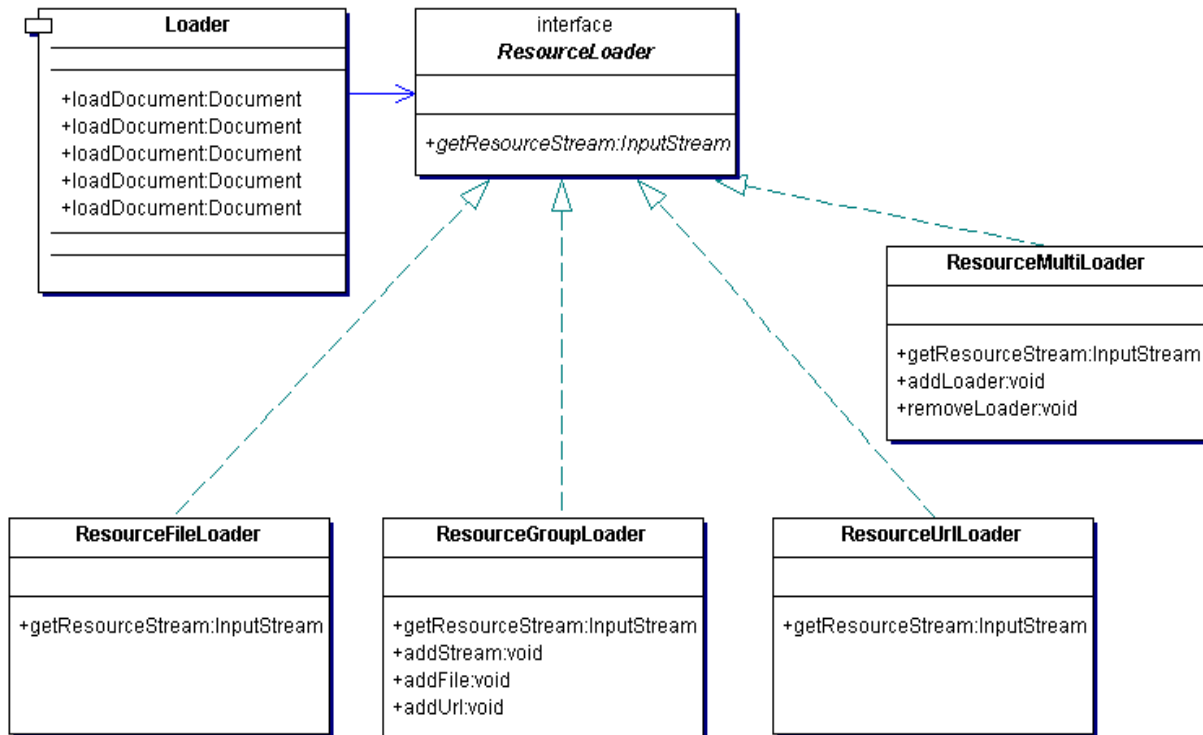 Loader
+loadDocument:Document
+loadDocument:Document
+loadDocument:Document
+loadDocument:Document
+loadDocument:Document
interface
ResourceLoader
+getResourceStream:InputStream
ResourceMultiLoader
+getResourceStream:InputStream
+addLoader:void
+removeLoader:void
ResourceFileLoader
+getResourceStream:InputStream
ResourceGroupLoader
+getResourceStream:InputStream
+addStream:void
+addFile:void
+addUrl:void
ResourceUrlLoader
+getResourceStream:InputStream